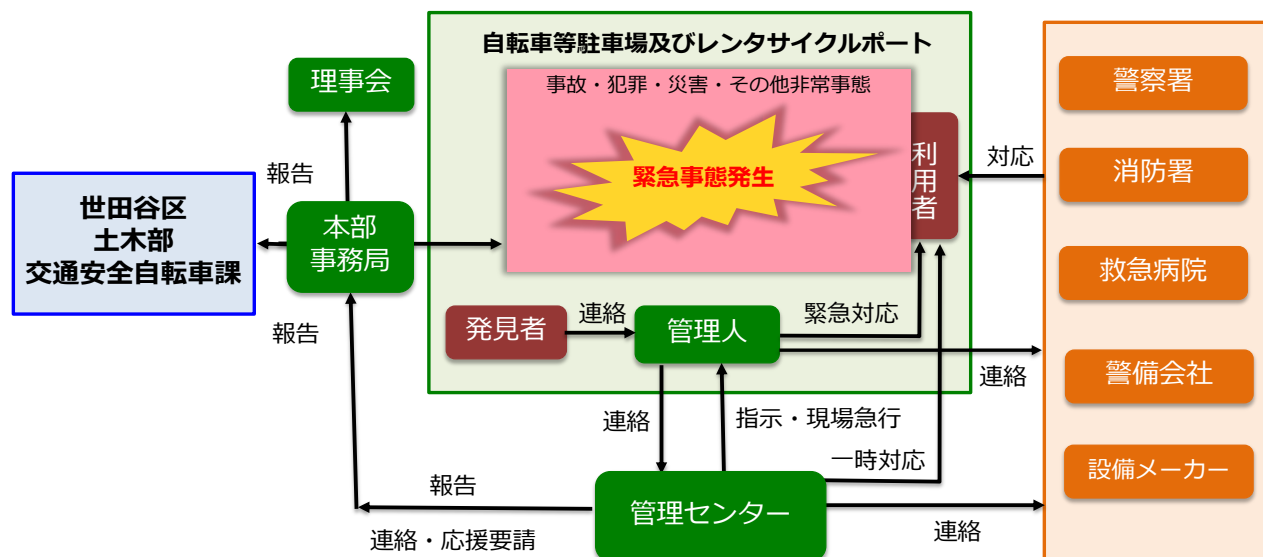 自転車等駐車場及びレンタサイクルポート
事故・犯罪・災害・その他非常事態
緊急事態発生
利用者
理事会
報告
世田谷区
土木部
交通安全自転車課
本部
事務局
報告
発見者
連絡
管理人
緊急対応
対応
警察署
消防署
救急病院
警備会社
設備メーカー
連絡
連絡
指示・現場急行
一時対応
報告
連絡・応援要請
管理センター
連絡